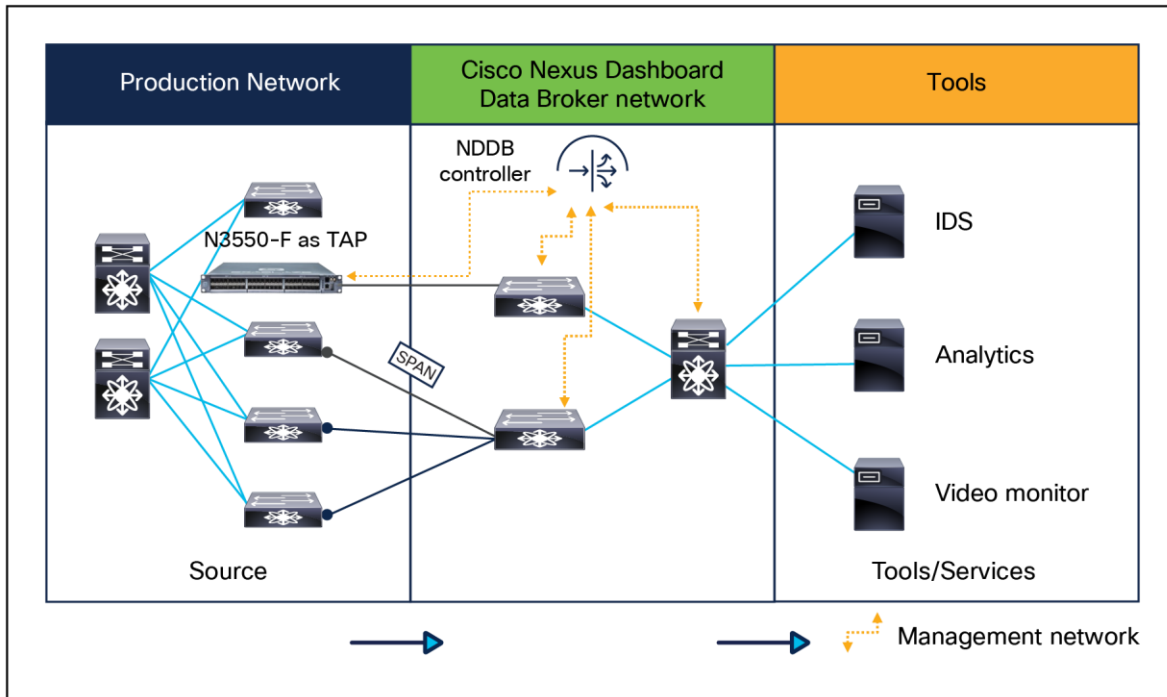 Production Network
Cisco Nexus Dashboard
Data Broker network
Tools
NDDB
controller
N3550-F as TAP
SPAN
IDS
Analytics
Video monitor
Source
Tools/Services
Management network